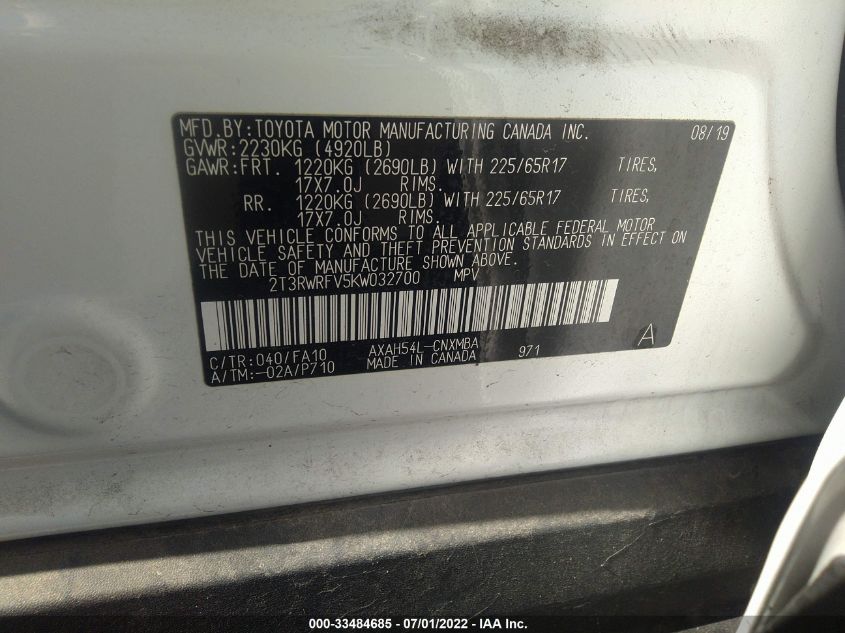 MFD.BY:TOYOTA MOTOR MANUFACTURING CANADA INC. 08/19
GVWR:2230KG (4920LB)
GAWR:FRT. 1220KG (2690LB) WITH 225/65R17 TIRES,
17X7.0J RIMS.
RR. 1220KG (2690LB) WITH 225/65R17 TIRES,
17X7.0J RIMS.
THIS VEHICLE CONFORMS TO ALL APPLICABLE FEDERAL MOTOR
VEHICLE SAFETY AND THEFT PREVENTION STANDARDS IN EFFECT ON
THE DATE OF MANUFACTURE SHOWN ABOVE.
2T3RWRFV5KW032700 MPV
C/TR:040/FA10 AXAH54L-CNXMBA 971 A
A/TM:-02A/P710 MADE IN CANADA
000-33484685 - 07/01/2022 - IAA Inc.